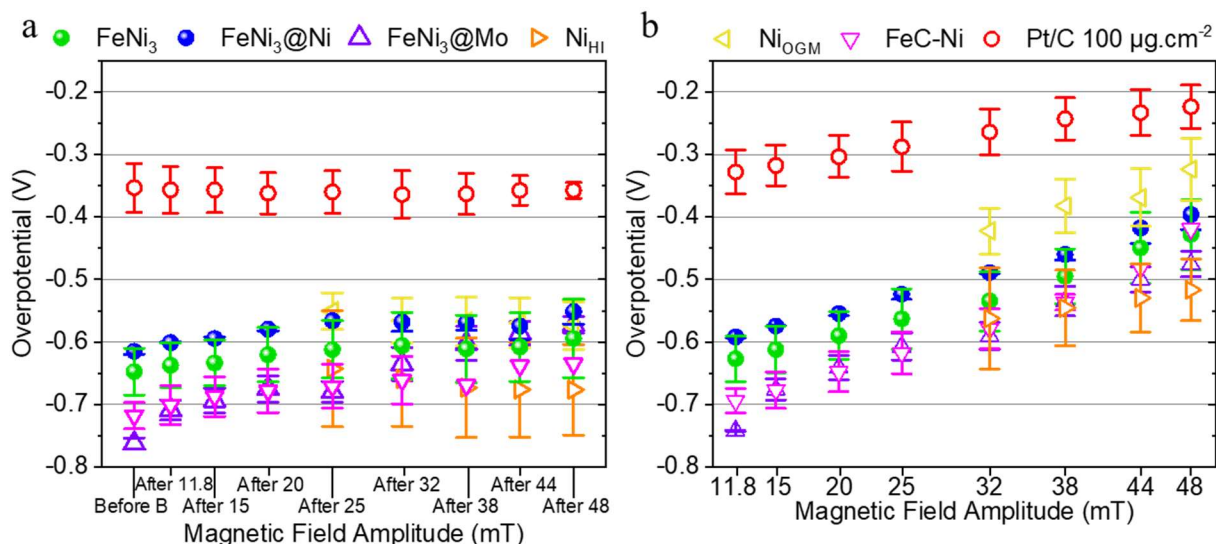 a
FeNi₃ FeNi₃@Ni FeNi₃@Mo Ni_HI
Overpotential (V)
-0.2
-0.3
-0.4
-0.5
-0.6
-0.7
-0.8
After 11.8 After 20 After 32 After 44
Before B After 15 After 25 After 38 After 48
Magnetic Field Amplitude (mT)
b
Ni_OGM FeC-Ni Pt/C 100 µg.cm⁻²
Overpotential (V)
-0.2
-0.3
-0.4
-0.5
-0.6
-0.7
-0.8
11.8 15 20 25 32 38 44 48
Magnetic Field Amplitude (mT)